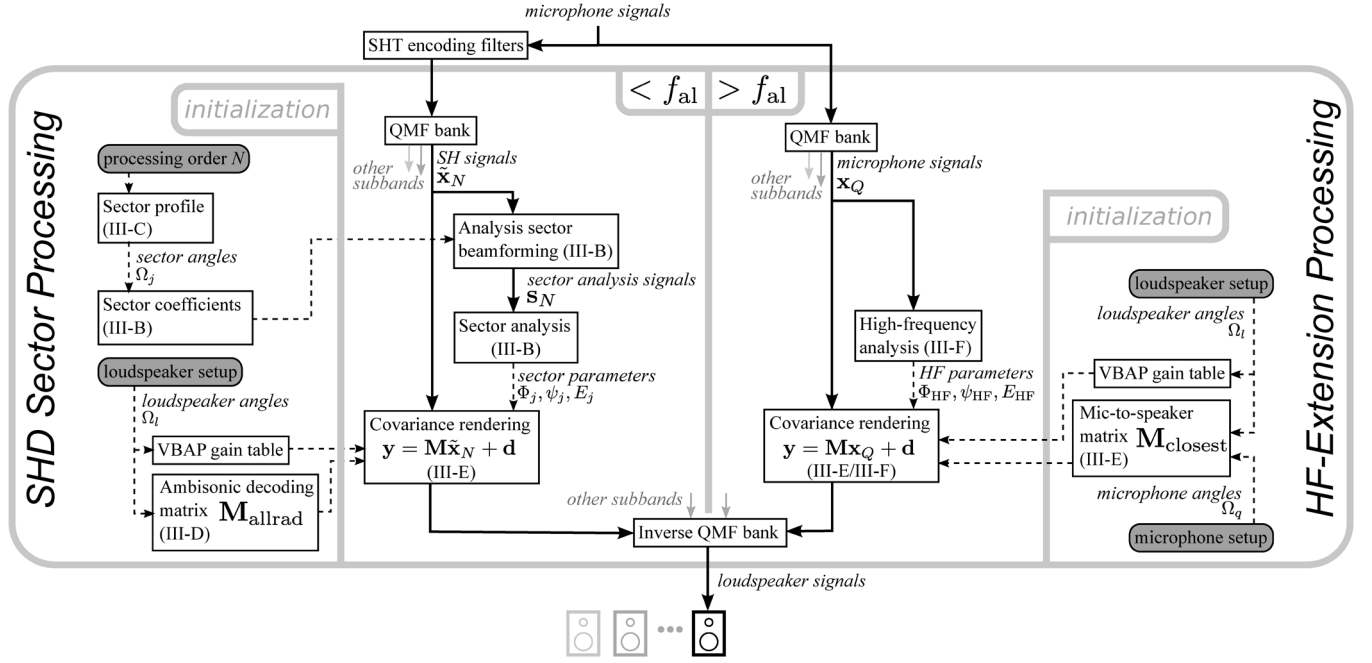 microphone signals
SHT encoding filters
< f_al
> f_al
SHD Sector Processing
initialization
processing order N
Sector profile
(III-C)
sector angles
Ω_j
Sector coefficients
(III-B)
loudspeaker setup
loudspeaker angles
Ω_l
VBAP gain table
Ambisonic decoding
matrix M_allrad
(III-D)
QMF bank
other
subbands
SH signals
x̃_N
Analysis sector
beamforming (III-B)
sector analysis signals
s_N
Sector analysis
(III-B)
sector parameters
Φ_j, ψ_j, E_j
Covariance rendering
y = Mx̃_N + d
(III-E)
QMF bank
other
subbands
microphone signals
x_Q
High-frequency
analysis (III-F)
HF parameters
Φ_HF, ψ_HF, E_HF
Covariance rendering
y = Mx_Q + d
(III-E/III-F)
HF-Extension Processing
initialization
loudspeaker setup
loudspeaker angles
Ω_l
VBAP gain table
Mic-to-speaker
matrix M_closest
(III-E)
microphone angles
Ω_q
microphone setup
other subbands
Inverse QMF bank
loudspeaker signals